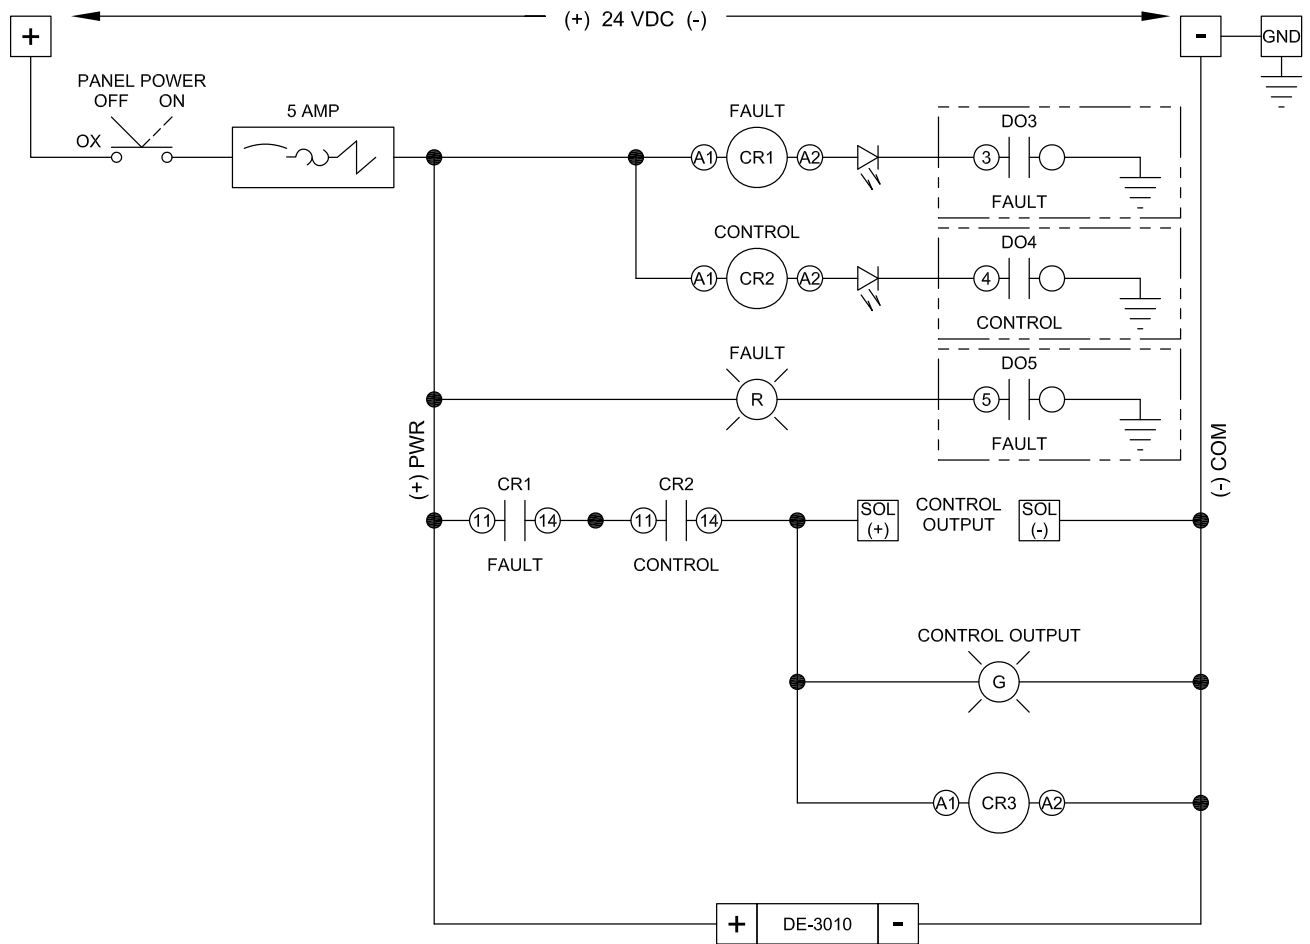 (+) 24 VDC (-)
+
-
GND
PANEL POWER
OFF ON
OX
5 AMP
FAULT
DO3
A1 CR1 A2
3
FAULT
CONTROL
DO4
A1 CR2 A2
4
CONTROL
FAULT
DO5
R
5
FAULT
(+) PWR
(-) COM
CR1
CR2
11 14
11 14
FAULT
CONTROL
SOL
(+)
CONTROL
OUTPUT
SOL
(-)
CONTROL OUTPUT
G
A1 CR3 A2
+ DE-3010 -